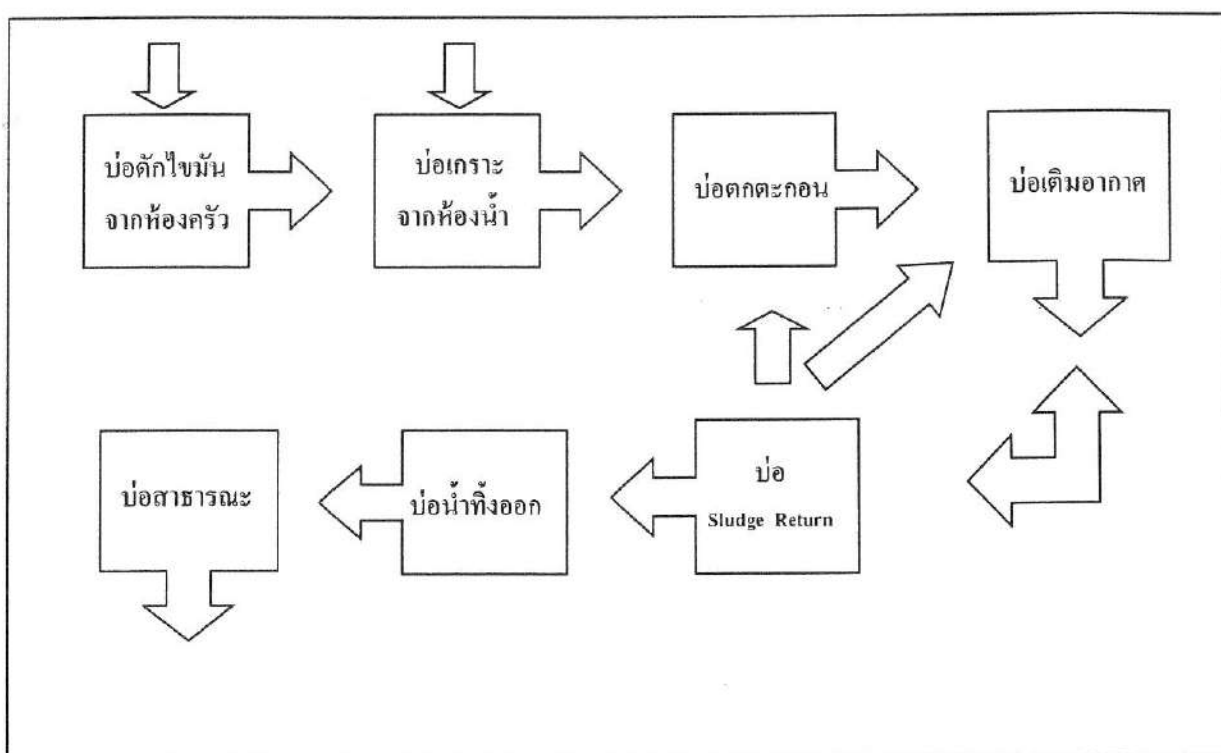 บ่อดักไขมัน
จากห้องครัว
บ่อเกราะ
จากห้องน้ำ
บ่อตกตะกอน
บ่อเติมอากาศ
บ่อสาธารณะ
บ่อน้ำทิ้งออก
บ่อ
Sludge Return